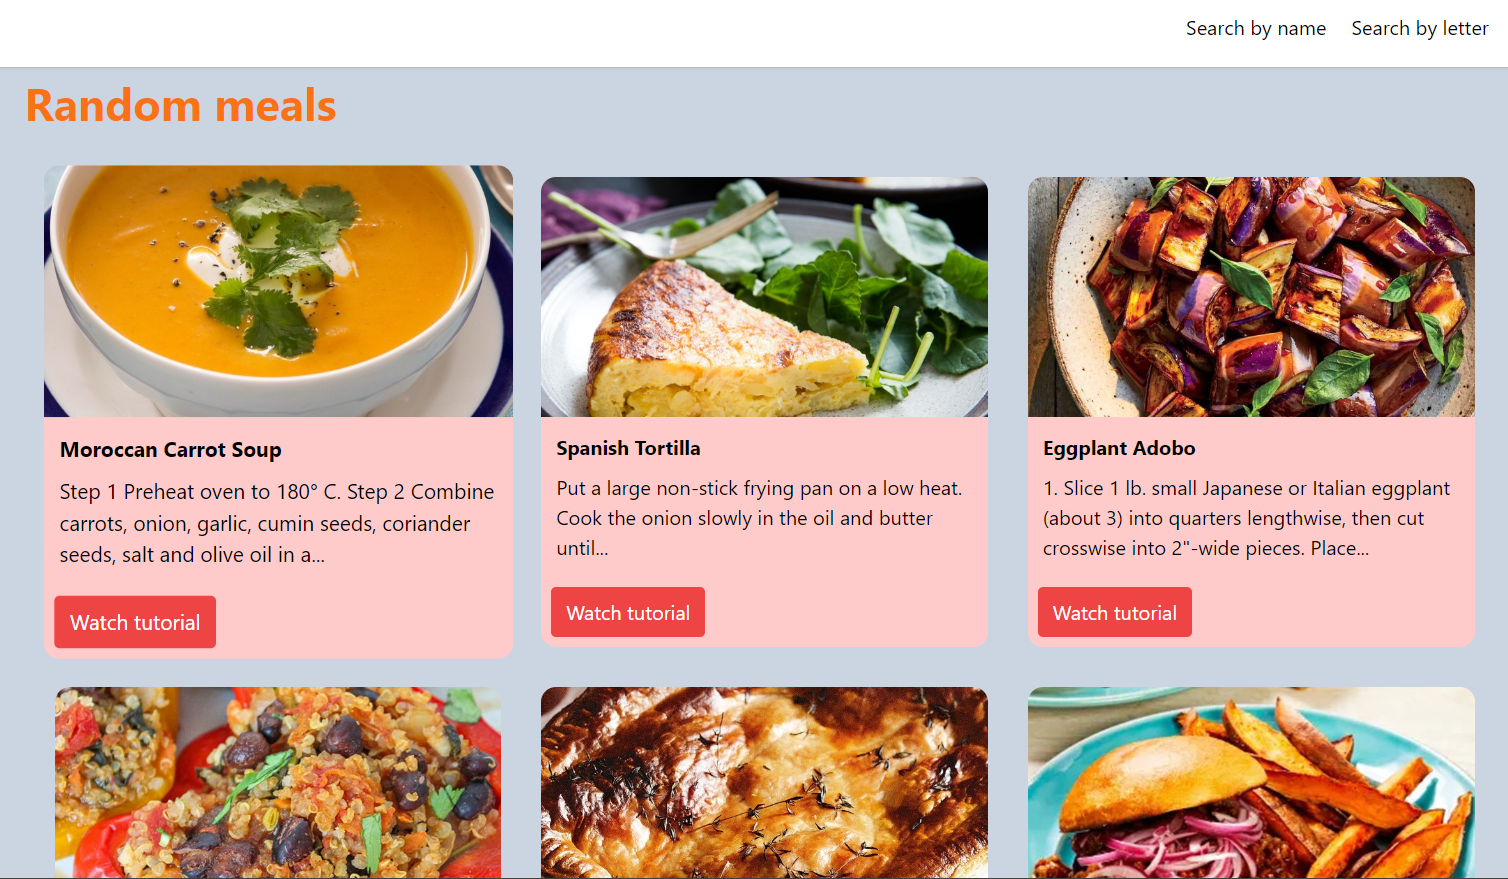 Search by name
Search by letter
Random meals
Moroccan Carrot Soup
Step 1 Preheat oven to 180° C. Step 2 Combine
carrots, onion, garlic, cumin seeds, coriander
seeds, salt and olive oil in a...
Watch tutorial
Spanish Tortilla
Put a large non-stick frying pan on a low heat.
Cook the onion slowly in the oil and butter
until...
Watch tutorial
Eggplant Adobo
1. Slice 1 lb. small Japanese or Italian eggplant
(about 3) into quarters lengthwise, then cut
crosswise into 2"-wide pieces. Place...
Watch tutorial